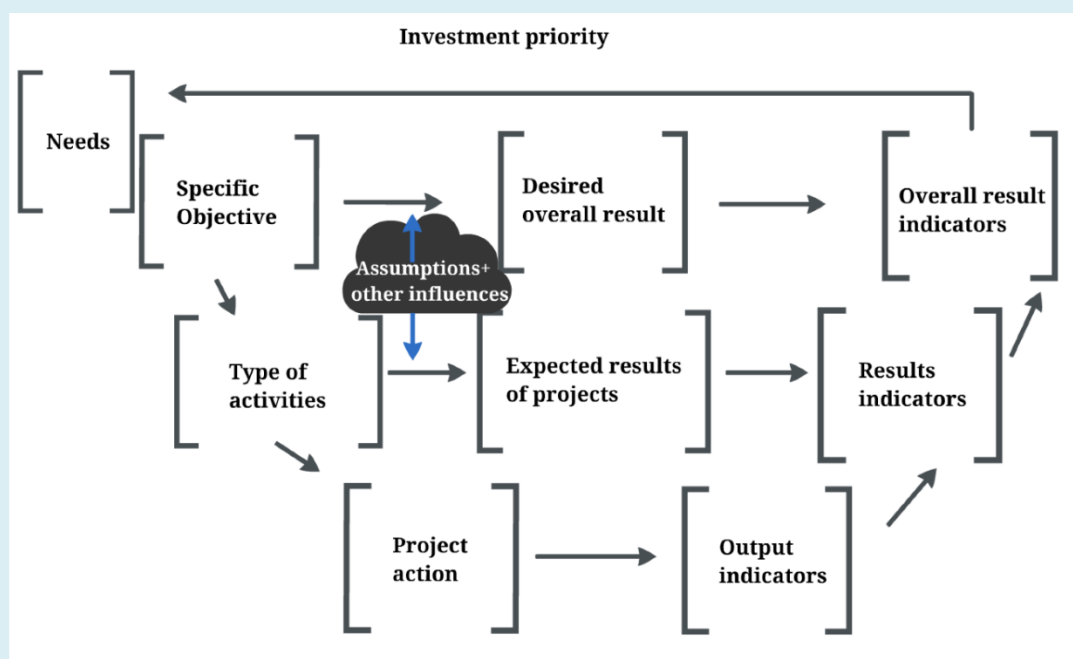 Investment priority
Needs
Specific
Objective
Desired
overall result
Overall result
indicators
Assumptions+
other influences
Type of
activities
Expected results
of projects
Results
indicators
Project
action
Output
indicators